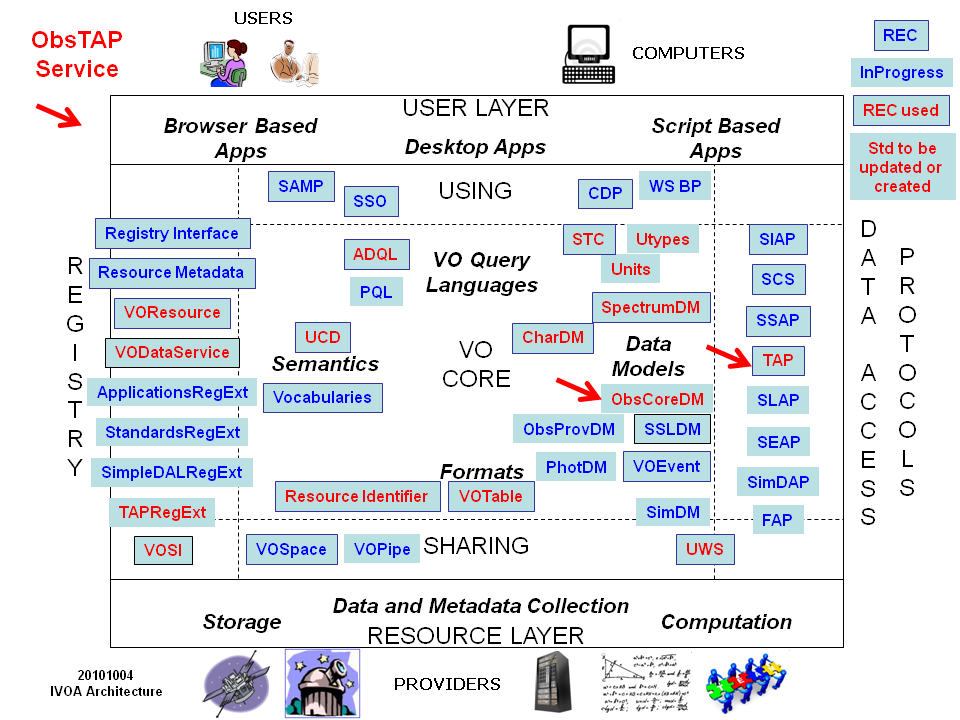 USERS
COMPUTERS
ObsTAP
Service
REC
InProgress
REC used
Std to be
updated or
created
USER LAYER
Browser Based
Apps
Desktop Apps
Script Based
Apps
USING
SAMP
SSO
CDP
WS BP
REGISTRY
Registry Interface
Resource Metadata
VOResource
VODataService
ApplicationsRegExt
StandardsRegExt
SimpleDALRegExt
TAPRegExt
VOSI
ADQL
PQL
VO Query
Languages
STC
Utypes
Units
SpectrumDM
UCD
Semantics
Vocabularies
VO
CORE
CharDM
Data
Models
ObsCoreDM
ObsProvDM
SSLDM
PhotDM
VOEvent
SimDM
Formats
Resource Identifier
VOTable
SIAP
SCS
SSAP
TAP
SLAP
SEAP
SimDAP
FAP
DATA ACCESS
PROTOCOLS
VOSpace
VOPipe
SHARING
UWS
Storage
Data and Metadata Collection
Computation
RESOURCE LAYER
20101004
IVOA Architecture
PROVIDERS